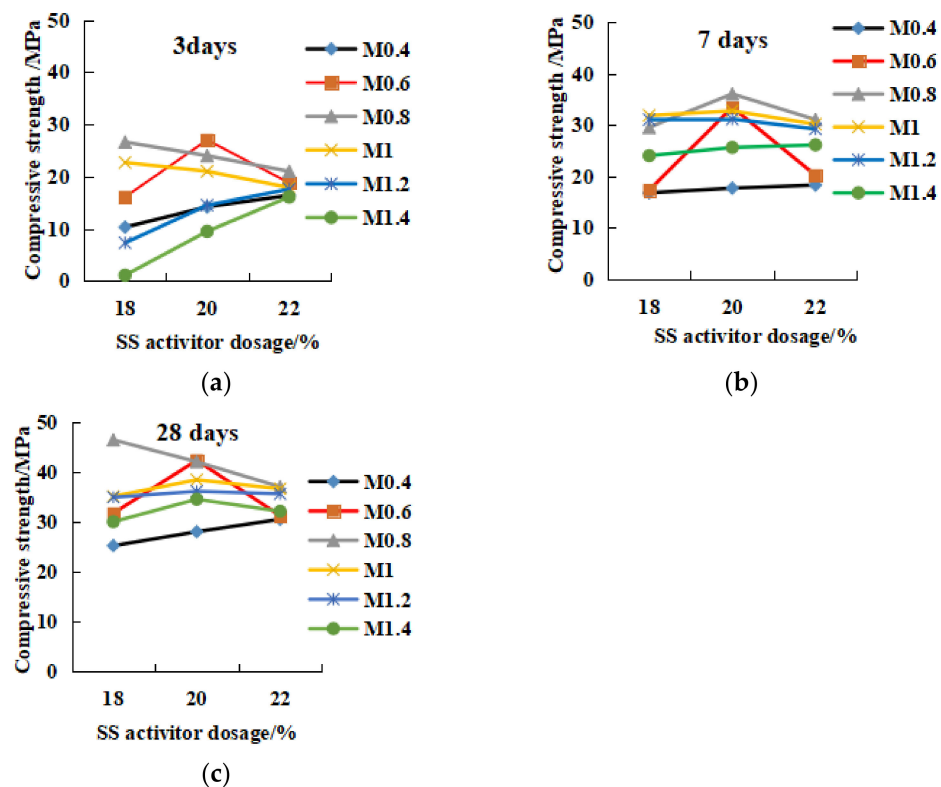 3days
Compressive strength /MPa
50
40
30
20
10
0
18 20 22
SS activitor dosage/%
M0.4
M0.6
M0.8
M1
M1.2
M1.4
(a)
7 days
Compressive strength /MPa
50
40
30
20
10
0
18 20 22
SS activitor dosage/%
M0.4
M0.6
M0.8
M1
M1.2
M1.4
(b)
28 days
Compressive strength/MPa
50
40
30
20
10
0
18 20 22
SS activitor dosage/%
M0.4
M0.6
M0.8
M1
M1.2
M1.4
(c)